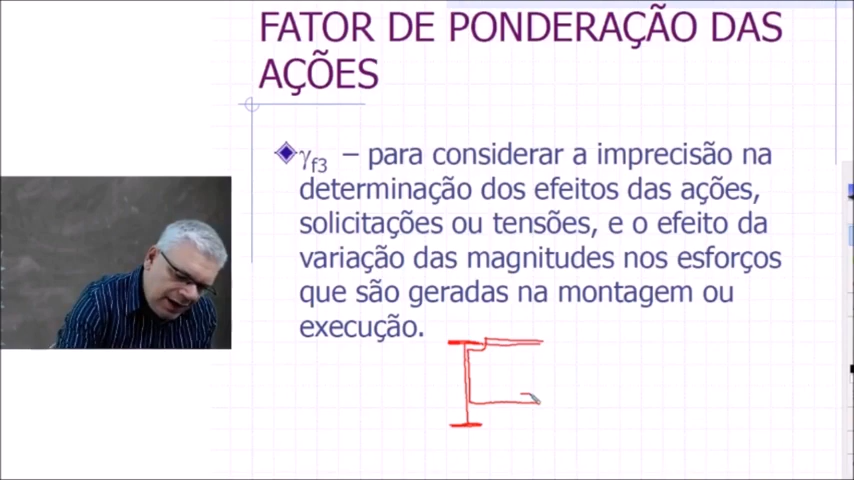 FATOR DE PONDERAÇÃO DAS
AÇÕES
γf3 – para considerar a imprecisão na
determinação dos efeitos das ações,
solicitações ou tensões, e o efeito da
variação das magnitudes nos esforços
que são geradas na montagem ou
execução.